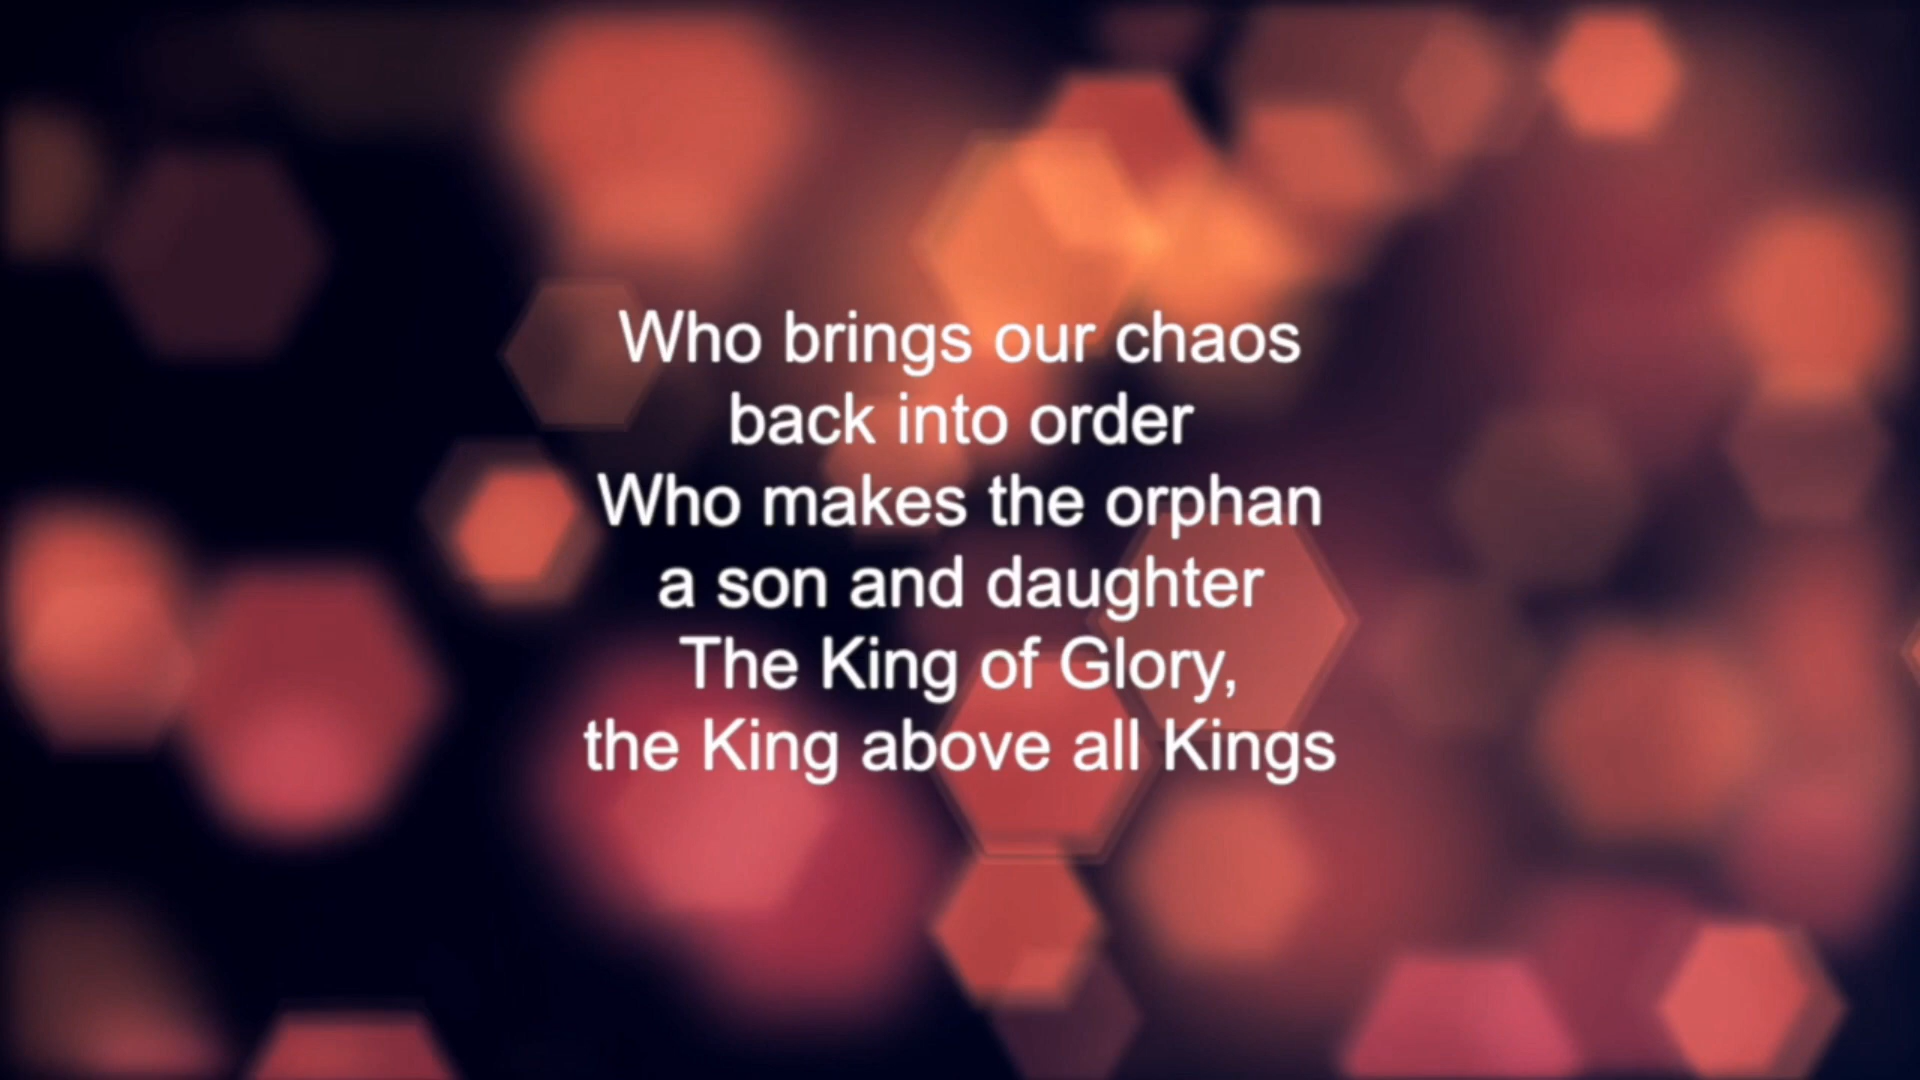 Who brings our chaos
back into order
Who makes the orphan
a son and daughter
The King of Glory,
the King above all Kings